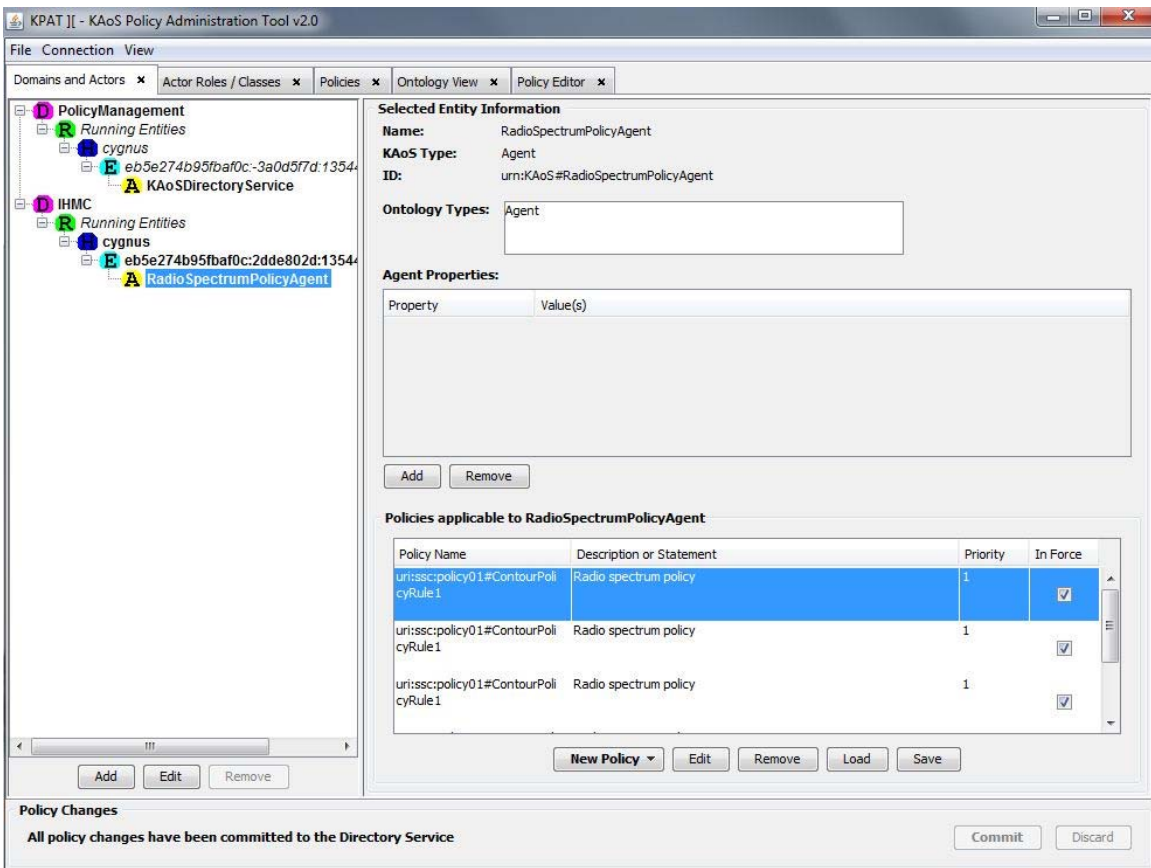 KPAT ][ - KAoS Policy Administration Tool v2.0
File Connection View
Domains and Actors Actor Roles / Classes Policies Ontology View Policy Editor
D PolicyManagement
R Running Entities
H cygnus
E eb5e274b95fbaf0c:-3a0d5f7d:1354
A KAoSDirectoryService
D IHMC
R Running Entities
H cygnus
E eb5e274b95fbaf0c:2dde802d:1354
A RadioSpectrumPolicyAgent
Add Edit Remove
Selected Entity Information
Name: RadioSpectrumPolicyAgent
KAoS Type: Agent
ID: urn:KAoS#RadioSpectrumPolicyAgent
Ontology Types: Agent
Agent Properties:
Property Value(s)
Add Remove
Policies applicable to RadioSpectrumPolicyAgent
Policy Name Description or Statement Priority In Force
uri:ssc:policy01#ContourPoli Radio spectrum policy 1
cyRule1
uri:ssc:policy01#ContourPoli Radio spectrum policy 1
cyRule1
uri:ssc:policy01#ContourPoli Radio spectrum policy 1
cyRule1
New Policy Edit Remove Load Save
Policy Changes
All policy changes have been committed to the Directory Service
Commit Discard